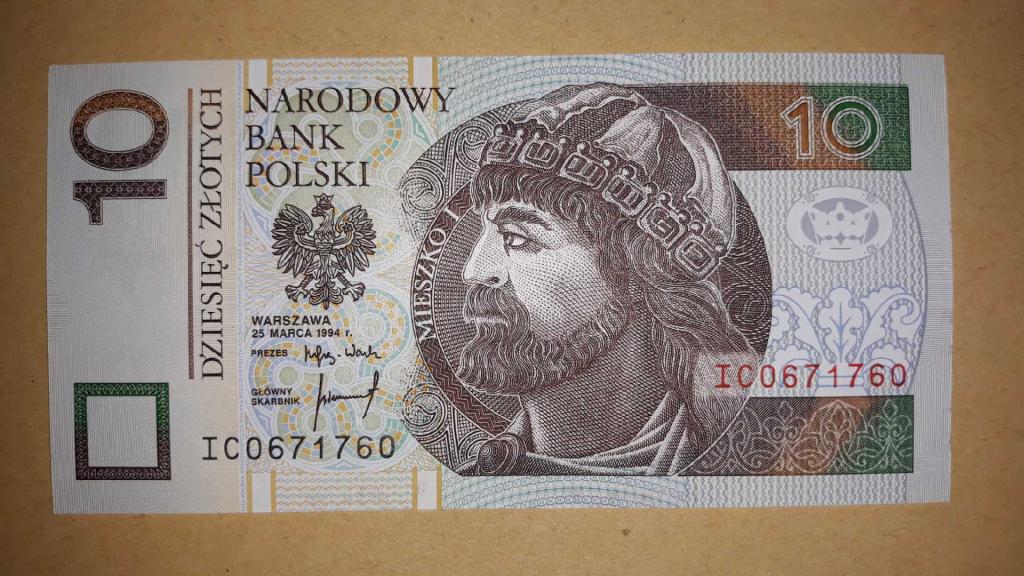 10
DZIESIĘĆ ZŁOTYCH
NARODOWY
BANK
POLSKI
WARSZAWA
25 MARCA 1994 r.
PREZES
GŁÓWNY
SKARBNIK
IC0671760
MIESZKO I
10
IC0671760